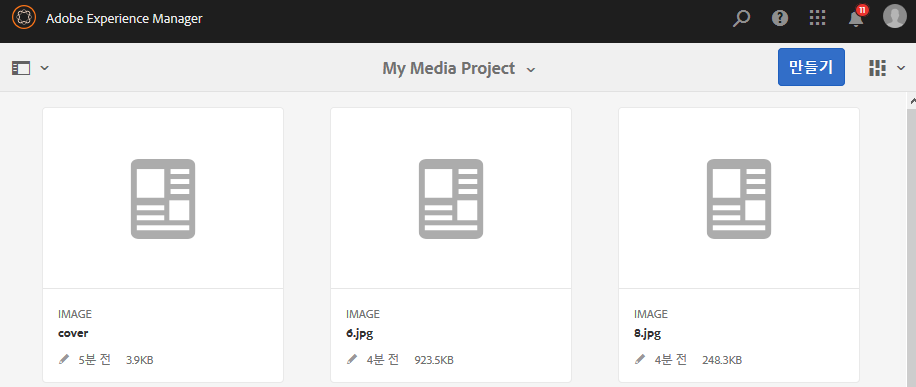 Adobe Experience Manager
11
My Media Project
만들기
IMAGE
cover
5분 전 3.9KB
IMAGE
6.jpg
4분 전 923.5KB
IMAGE
8.jpg
4분 전 248.3KB